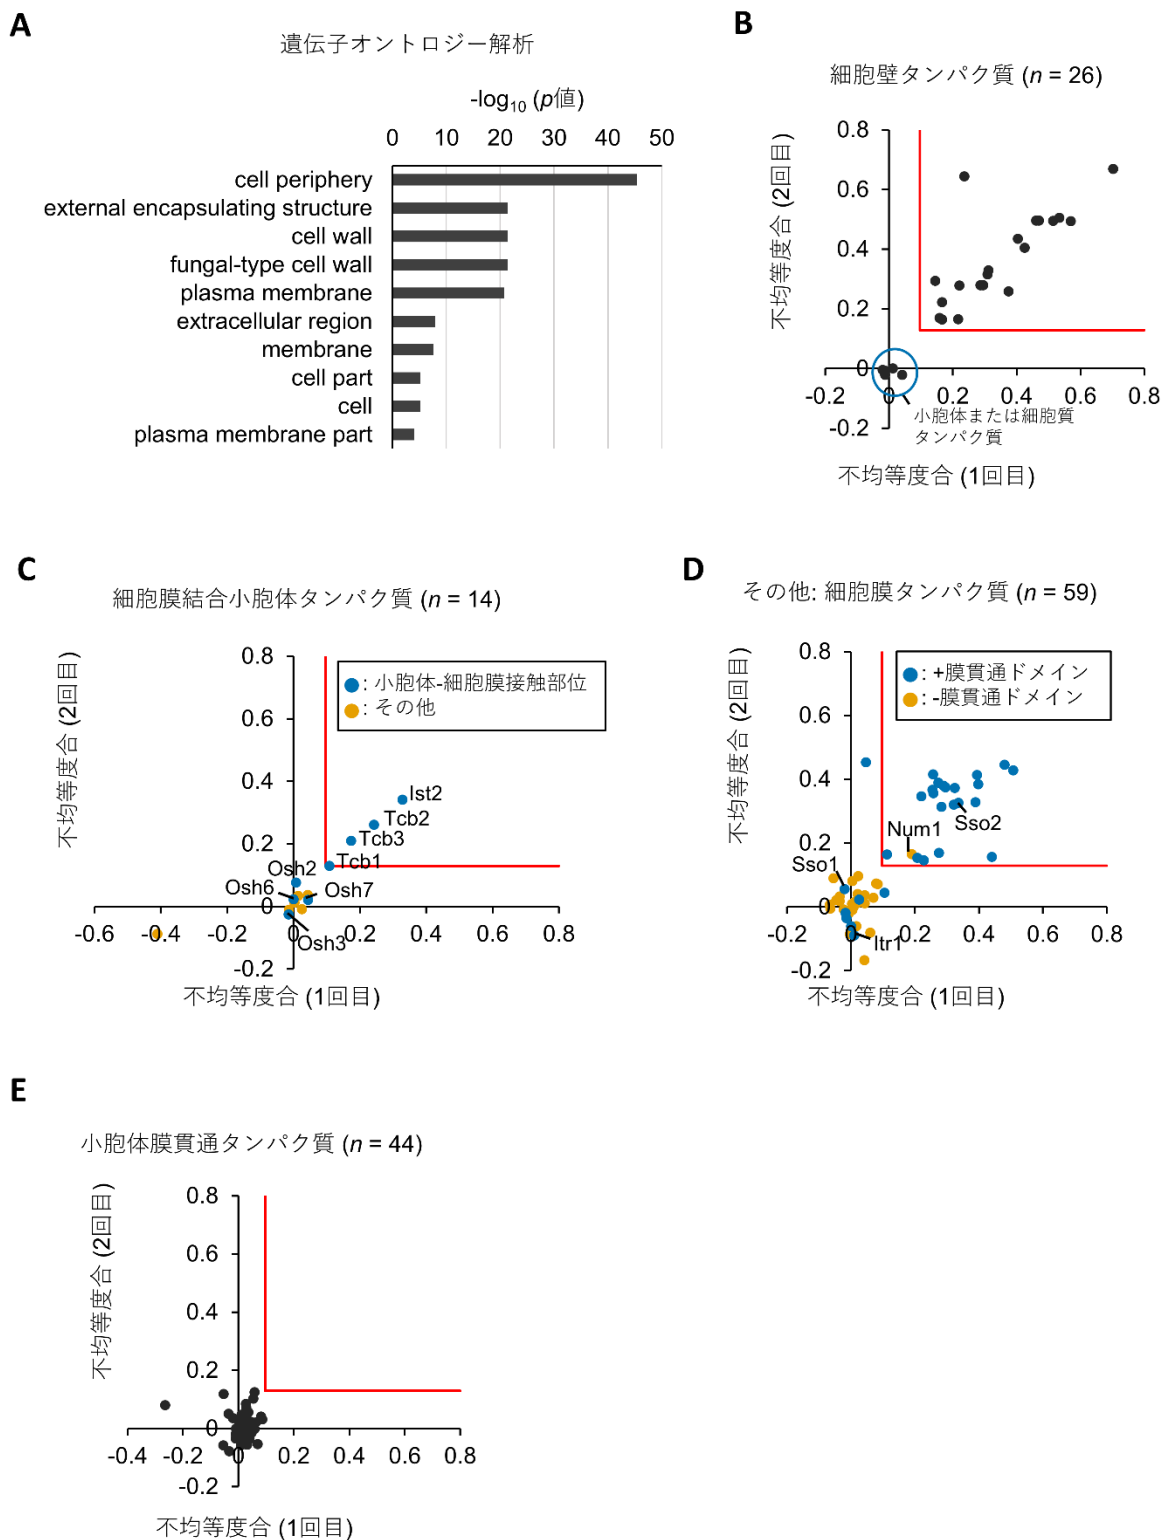 A
遺伝子オントロジー解析
-log10 (p値)
0 10 20 30 40 50
cell periphery
external encapsulating structure
cell wall
fungal-type cell wall
plasma membrane
extracellular region
membrane
cell part
cell
plasma membrane part
B
細胞壁タンパク質 (n = 26)
不均等度合 (2回目)
0.8
0.6
0.4
0.2
0
-0.2
-0.2 0 0.2 0.4 0.6 0.8
小胞体または細胞質
タンパク質
不均等度合 (1回目)
C
細胞膜結合小胞体タンパク質 (n = 14)
不均等度合 (2回目)
0.8
0.6
0.4
0.2
0
-0.2
: 小胞体-細胞膜接触部位
: その他
Ist2
Tcb2
Tcb3
Tcb1
Osh2
Osh6
Osh7
Osh3
-0.6 -0.4 -0.2 0 0.2 0.4 0.6 0.8
不均等度合 (1回目)
D
その他: 細胞膜タンパク質 (n = 59)
不均等度合 (2回目)
0.8
0.6
0.4
0.2
0
-0.2
: +膜貫通ドメイン
: -膜貫通ドメイン
Sso2
Num1
Sso1
Itr1
-0.2 0 0.2 0.4 0.6 0.8
不均等度合 (1回目)
E
小胞体膜貫通タンパク質 (n = 44)
不均等度合 (2回目)
0.8
0.6
0.4
0.2
0
-0.2
-0.4 -0.2 0 0.2 0.4 0.6 0.8
不均等度合 (1回目)